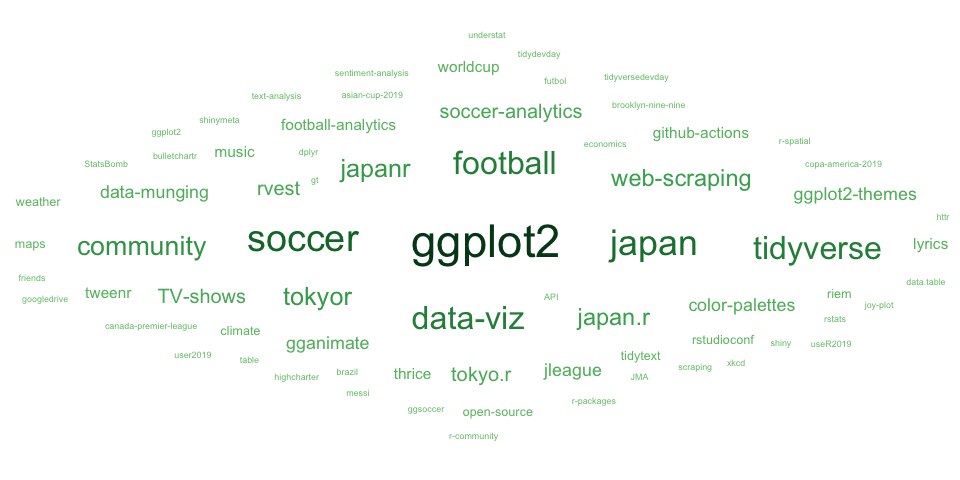 understat
tidydevday
worldcup
sentiment-analysis
futbol
tidyversedevday
text-analysis
asian-cup-2019
soccer-analytics
brooklyn-nine-nine
shinymeta
football-analytics
ggplot2
github-actions
r-spatial
economics
bulletchartr
music
dplyr
StatsBomb
japanr
football
copa-america-2019
gt
web-scraping
data-munging
rvest
ggplot2-themes
weather
httr
maps
community
soccer
ggplot2
japan
tidyverse
lyrics
friends
data.table
googledrive
tweenr
TV-shows
tokyor
API
color-palettes
riem
joy-plot
canada-premier-league
climate
data-viz
japan.r
rstats
gganimate
rstudioconf
shiny
useR2019
user2019
table
tidytext
highcharter
brazil
thrice
tokyo.r
jleague
JMA
scraping
xkcd
messi
ggsoccer
open-source
r-packages
r-community